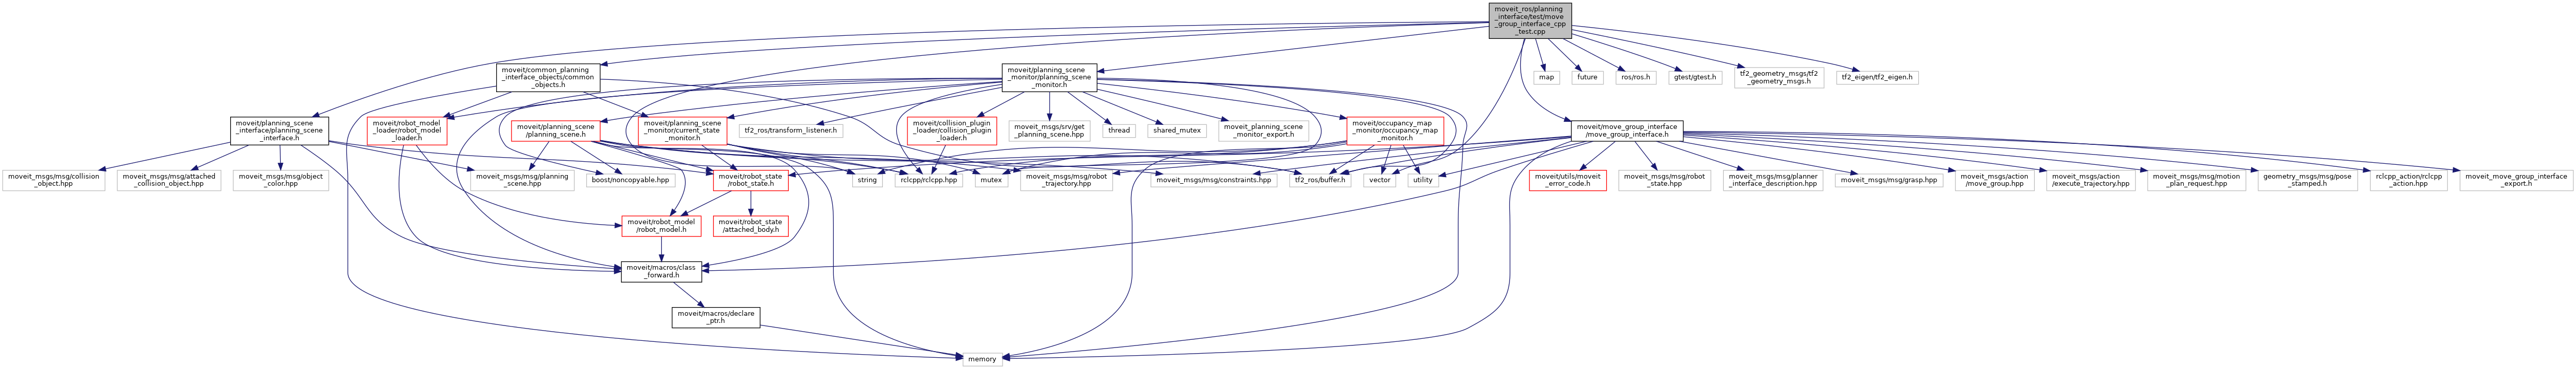 moveit_ros/planning
_interface/test/move
_group_interface_cpp
_test.cpp
moveit/common_planning
_interface_objects/common
_objects.h
moveit/planning_scene
_monitor/planning_scene
_monitor.h
map
future
ros/ros.h
gtest/gtest.h
tf2_geometry_msgs/tf2
_geometry_msgs.h
tf2_eigen/tf2_eigen.h
moveit/planning_scene
_interface/planning_scene
_interface.h
moveit/robot_model
_loader/robot_model
_loader.h
moveit/planning_scene
/planning_scene.h
moveit/planning_scene
_monitor/current_state
_monitor.h
tf2_ros/transform_listener.h
moveit/collision_plugin
_loader/collision_plugin
_loader.h
moveit_msgs/srv/get
_planning_scene.hpp
thread
shared_mutex
moveit_planning_scene
_monitor_export.h
moveit/occupancy_map
_monitor/occupancy_map
_monitor.h
moveit/move_group_interface
/move_group_interface.h
moveit_msgs/msg/collision
_object.hpp
moveit_msgs/msg/attached
_collision_object.hpp
moveit_msgs/msg/object
_color.hpp
moveit_msgs/msg/planning
_scene.hpp
boost/noncopyable.hpp
moveit/robot_state
/robot_state.h
string
rclcpp/rclcpp.hpp
mutex
moveit_msgs/msg/robot
_trajectory.hpp
moveit_msgs/msg/constraints.hpp
tf2_ros/buffer.h
vector
utility
moveit/utils/moveit
_error_code.h
moveit_msgs/msg/robot
_state.hpp
moveit_msgs/msg/planner
_interface_description.hpp
moveit_msgs/msg/grasp.hpp
moveit_msgs/action
/move_group.hpp
moveit_msgs/action
/execute_trajectory.hpp
moveit_msgs/msg/motion
_plan_request.hpp
geometry_msgs/msg/pose
_stamped.h
rclcpp_action/rclcpp
_action.hpp
moveit_move_group_interface
_export.h
moveit/robot_model
/robot_model.h
moveit/robot_state
/attached_body.h
moveit/macros/class
_forward.h
moveit/macros/declare
_ptr.h
memory